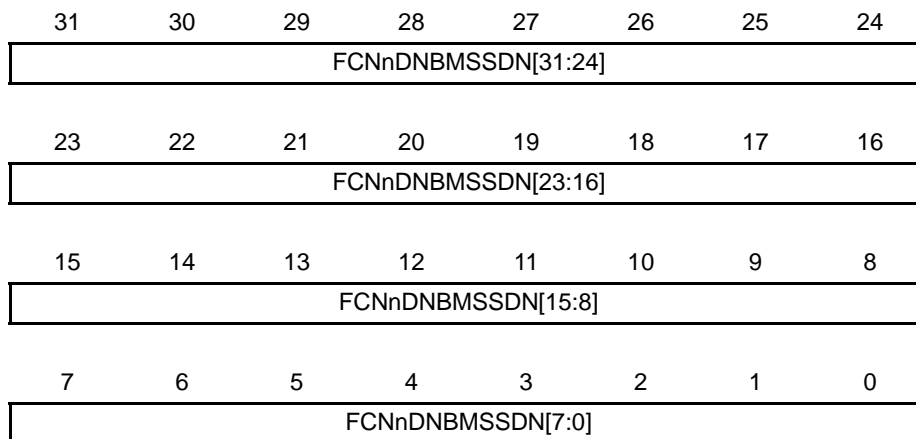 31 30 29 28 27 26 25 24
FCNnDNBMSSDN[31:24]
23 22 21 20 19 18 17 16
FCNnDNBMSSDN[23:16]
15 14 13 12 11 10 9 8
FCNnDNBMSSDN[15:8]
7 6 5 4 3 2 1 0
FCNnDNBMSSDN[7:0]